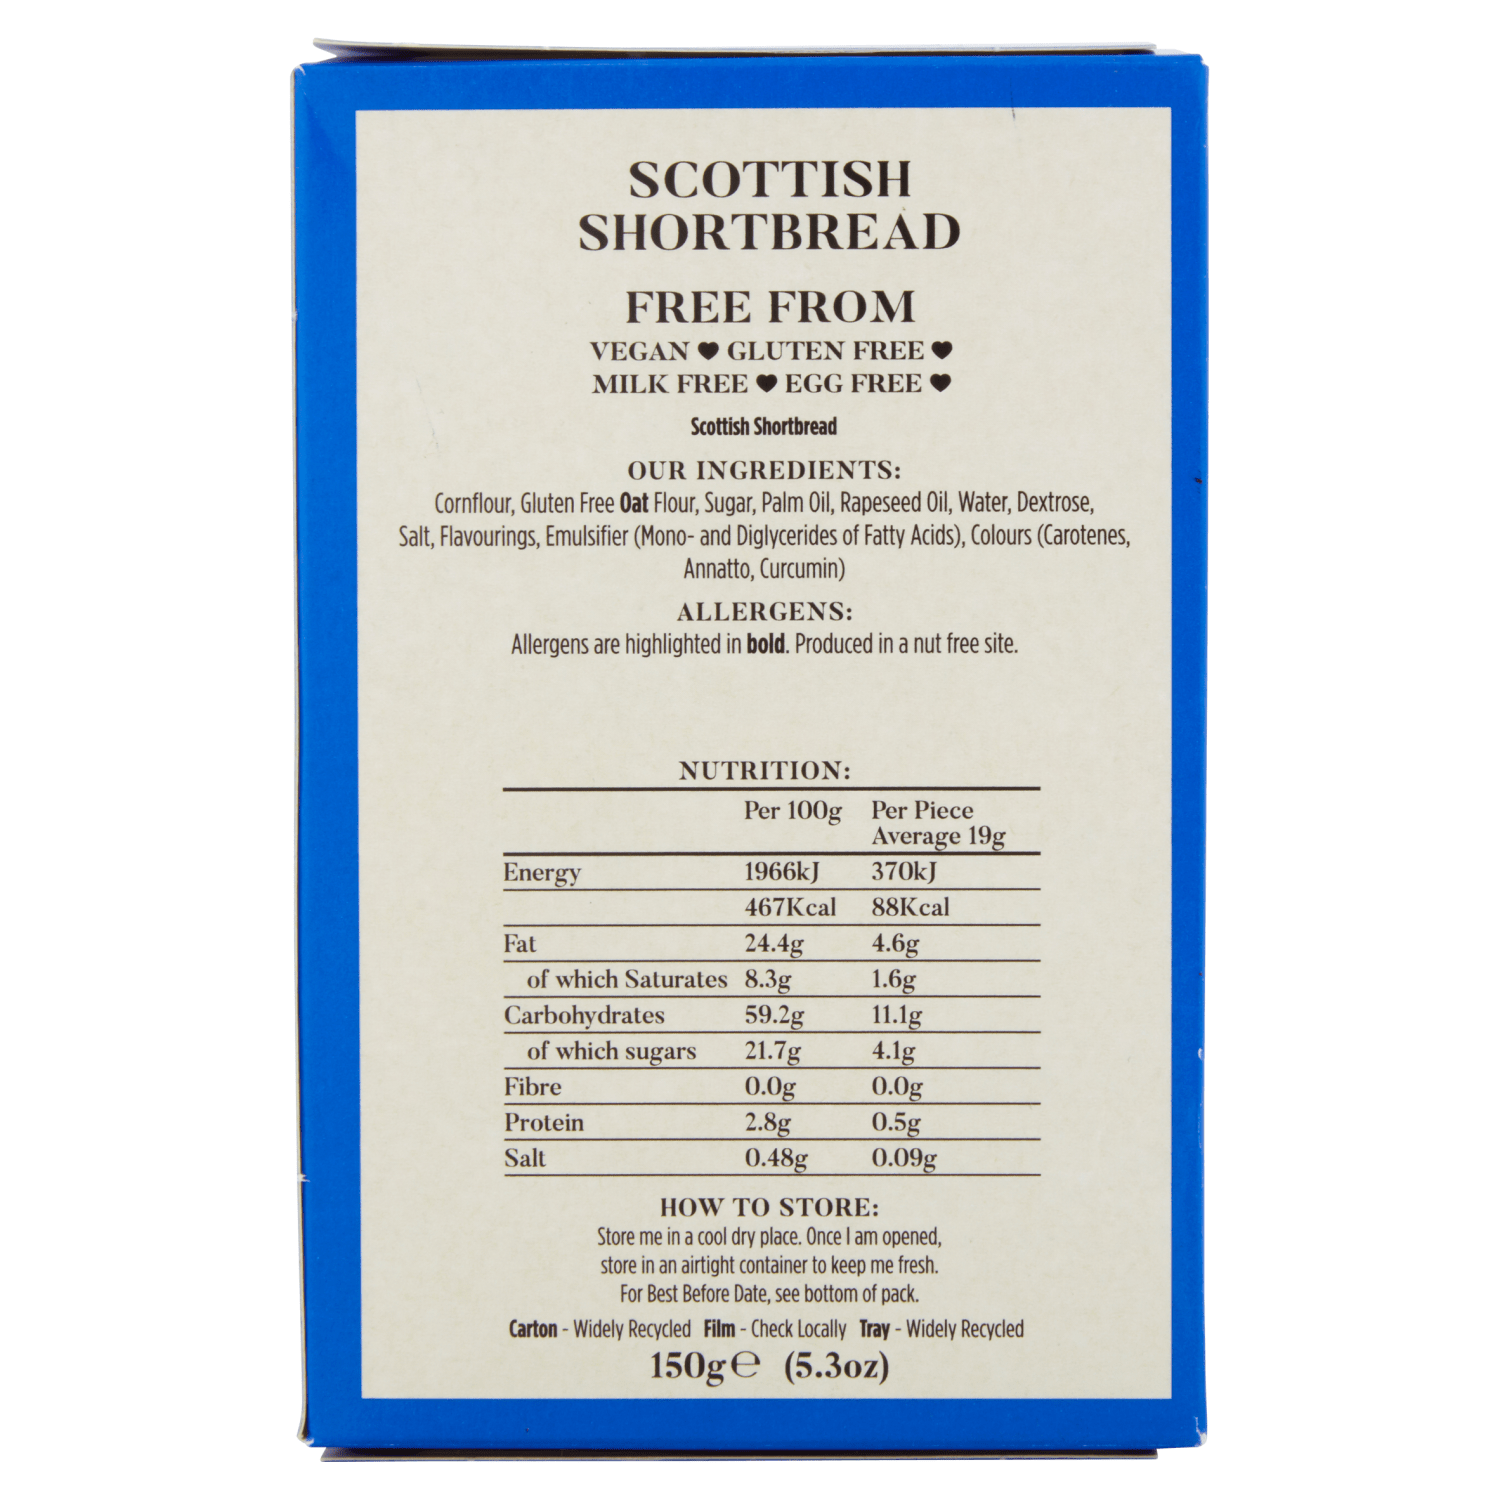 SCOTTISH
SHORTBREAD
FREE FROM
VEGAN ♥ GLUTEN FREE ♥
MILK FREE ♥ EGG FREE ♥
Scottish Shortbread
OUR INGREDIENTS:
Cornflour, Gluten Free Oat Flour, Sugar, Palm Oil, Rapeseed Oil, Water, Dextrose,
Salt, Flavourings, Emulsifier (Mono- and Diglycerides of Fatty Acids), Colours (Carotenes,
Annatto, Curcumin)
ALLERGENS:
Allergens are highlighted in bold. Produced in a nut free site.
NUTRITION:
Per 100g Per Piece
Average 19g
Energy 1966kJ 370kJ
467Kcal 88Kcal
Fat 24.4g 4.6g
of which Saturates 8.3g 1.6g
Carbohydrates 59.2g 11.1g
of which sugars 21.7g 4.1g
Fibre 0.0g 0.0g
Protein 2.8g 0.5g
Salt 0.48g 0.09g
HOW TO STORE:
Store me in a cool dry place. Once I am opened,
store in an airtight container to keep me fresh.
For Best Before Date, see bottom of pack.
Carton - Widely Recycled Film - Check Locally Tray - Widely Recycled
150g℮ (5.3oz)